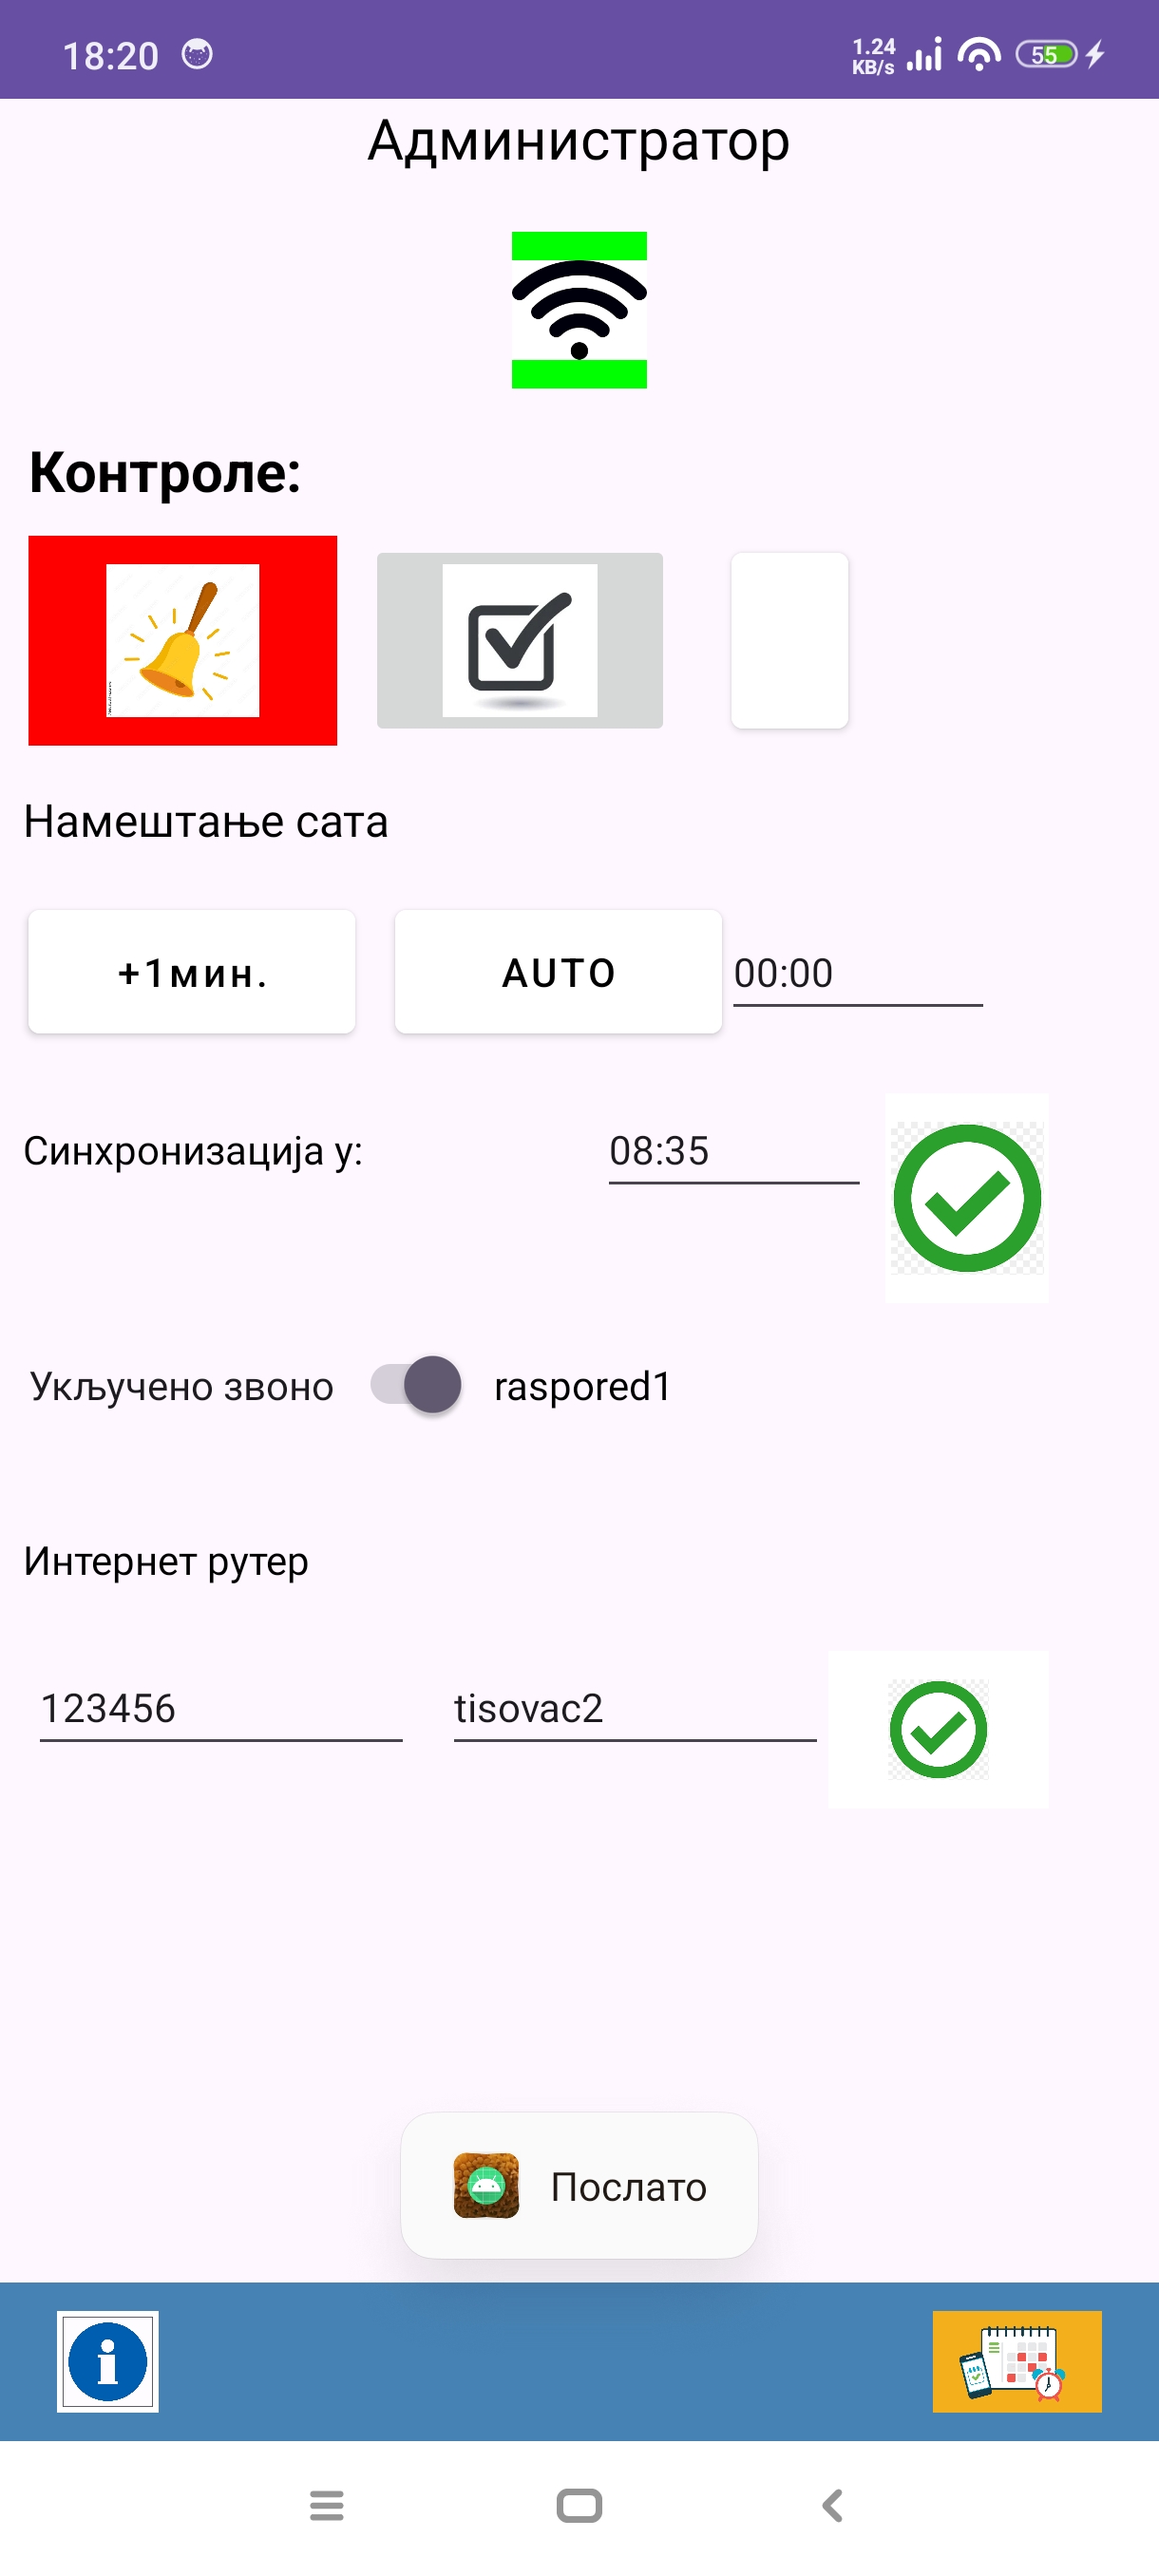 18:20
1.24
KB/s
55
Администратор
Контроле:
Намештање сата
+1мин.
AUTO
00:00
Синхронизација у:
08:35
Укључено звоно
raspored1
Интернет рутер
123456
tisovac2
Послато